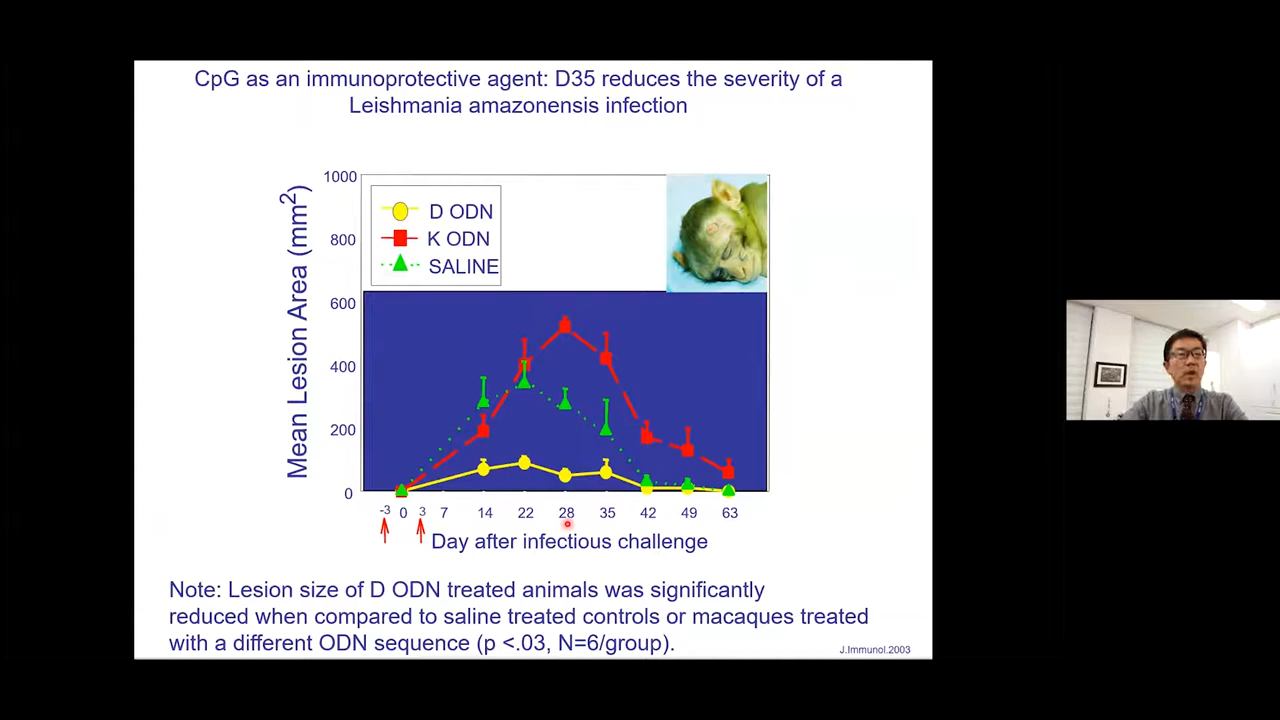 CpG as an immunoprotective agent: D35 reduces the severity of a
Leishmania amazonensis infection
Mean Lesion Area (mm2)
1000
800
600
400
200
0
D ODN
K ODN
SALINE
-3 0 3 7 14 22 28 35 42 49 63
Day after infectious challenge
Note: Lesion size of D ODN treated animals was significantly
reduced when compared to saline treated controls or macaques treated
with a different ODN sequence (p <.03, N=6/group).
J.Immunol.2003